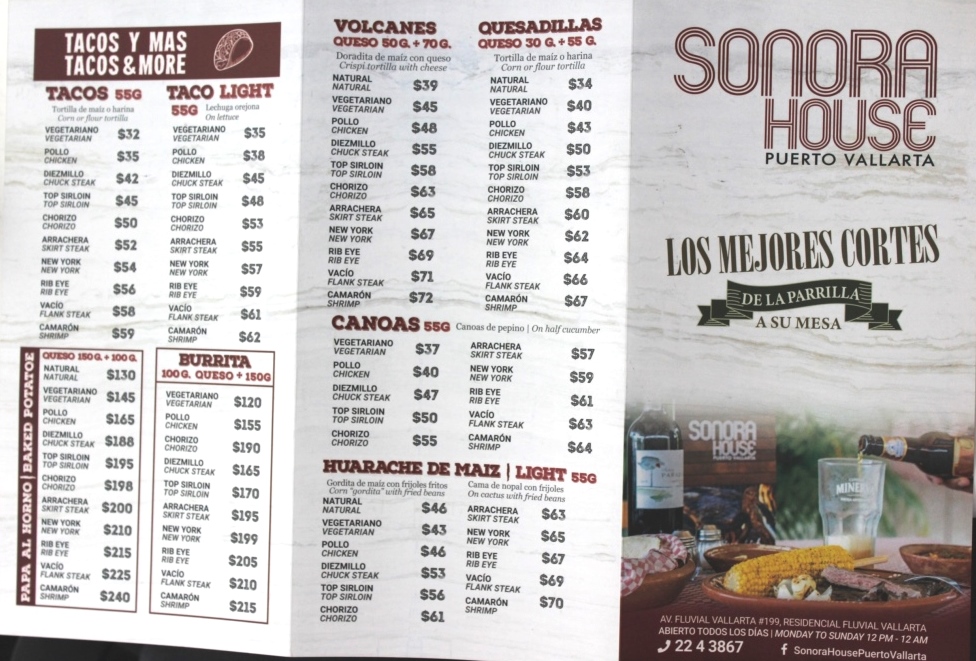 TACOS Y MAS
TACOS & MORE
TACOS 55G
Tortilla de maíz o harina
Corn or flour tortilla
VEGETARIANO $32
VEGETARIAN
POLLO $35
CHICKEN
DIEZMILLO $42
CHUCK STEAK
TOP SIRLOIN $45
TOP SIRLOIN
CHORIZO $50
CHORIZO
ARRACHERA $52
SKIRT STEAK
NEW YORK $54
NEW YORK
RIB EYE $56
RIB EYE
VACÍO $58
FLANK STEAK
CAMARÓN $59
SHRIMP
TACO LIGHT
55G Lechuga orejona
On lettuce
VEGETARIANO $35
VEGETARIAN
POLLO $38
CHICKEN
DIEZMILLO $45
CHUCK STEAK
TOP SIRLOIN $48
TOP SIRLOIN
CHORIZO $53
CHORIZO
ARRACHERA $55
SKIRT STEAK
NEW YORK $57
NEW YORK
RIB EYE $59
RIB EYE
VACÍO $61
FLANK STEAK
CAMARÓN $62
SHRIMP
PAPA AL HORNO | BAKED POTATOE
QUESO 150 G. + 100 G.
NATURAL $130
NATURAL
VEGETARIANO $145
VEGETARIAN
POLLO $165
CHICKEN
DIEZMILLO $188
CHUCK STEAK
TOP SIRLOIN $195
TOP SIRLOIN
CHORIZO $198
CHORIZO
ARRACHERA $200
SKIRT STEAK
NEW YORK $210
NEW YORK
RIB EYE $215
RIB EYE
VACÍO $225
FLANK STEAK
CAMARÓN $240
SHRIMP
BURRITA
100 G. QUESO + 150G
VEGETARIANO $120
VEGETARIAN
POLLO $155
CHICKEN
CHORIZO $190
CHORIZO
DIEZMILLO $165
CHUCK STEAK
TOP SIRLOIN $170
TOP SIRLOIN
ARRACHERA $195
SKIRT STEAK
NEW YORK $199
NEW YORK
RIB EYE $205
RIB EYE
VACÍO $210
FLANK STEAK
CAMARÓN $215
SHRIMP
VOLCANES
QUESO 50 G. + 70 G.
Doradita de maíz con queso
Crispi tortilla with cheese
NATURAL $39
NATURAL
VEGETARIANO $45
VEGETARIAN
POLLO $48
CHICKEN
DIEZMILLO $55
CHUCK STEAK
TOP SIRLOIN $58
TOP SIRLOIN
CHORIZO $63
CHORIZO
ARRACHERA $65
SKIRT STEAK
NEW YORK $67
NEW YORK
RIB EYE $69
RIB EYE
VACÍO $71
FLANK STEAK
CAMARÓN $72
SHRIMP
QUESADILLAS
QUESO 30 G. + 55 G.
Tortilla de maíz o harina
Corn or flour tortilla
NATURAL $34
NATURAL
VEGETARIANO $40
VEGETARIAN
POLLO $43
CHICKEN
DIEZMILLO $50
CHUCK STEAK
TOP SIRLOIN $53
TOP SIRLOIN
CHORIZO $58
CHORIZO
ARRACHERA $60
SKIRT STEAK
NEW YORK $62
NEW YORK
RIB EYE $64
RIB EYE
VACÍO $66
FLANK STEAK
CAMARÓN $67
SHRIMP
CANOAS 55G Canoas de pepino | On half cucumber
VEGETARIANO $37
VEGETARIAN
POLLO $40
CHICKEN
DIEZMILLO $47
CHUCK STEAK
TOP SIRLOIN $50
TOP SIRLOIN
CHORIZO $55
CHORIZO
ARRACHERA $57
SKIRT STEAK
NEW YORK $59
NEW YORK
RIB EYE $61
RIB EYE
VACÍO $63
FLANK STEAK
CAMARÓN $64
SHRIMP
HUARACHE DE MAIZ | LIGHT 55G
Gordita de maíz con frijoles fritos
Corn "gordita" with fried beans
NATURAL $46
NATURAL
VEGETARIANO $43
VEGETARIAN
POLLO $46
CHICKEN
DIEZMILLO $53
CHUCK STEAK
TOP SIRLOIN $56
TOP SIRLOIN
CHORIZO $61
CHORIZO
Cama de nopal con frijoles
On cactus with fried beans
ARRACHERA $63
SKIRT STEAK
NEW YORK $65
NEW YORK
RIB EYE $67
RIB EYE
VACÍO $69
FLANK STEAK
CAMARÓN $70
SHRIMP
SONORA
HOUSE
PUERTO VALLARTA
LOS MEJORES CORTES
DE LA PARRILLA
A SU MESA
SONORA
HOUSE
AV. FLUVIAL VALLARTA #199, RESIDENCIAL FLUVIAL VALLARTA
ABIERTO TODOS LOS DÍAS | MONDAY TO SUNDAY 12 PM - 12 AM
22 4 3867 SonoraHousePuertoVallarta